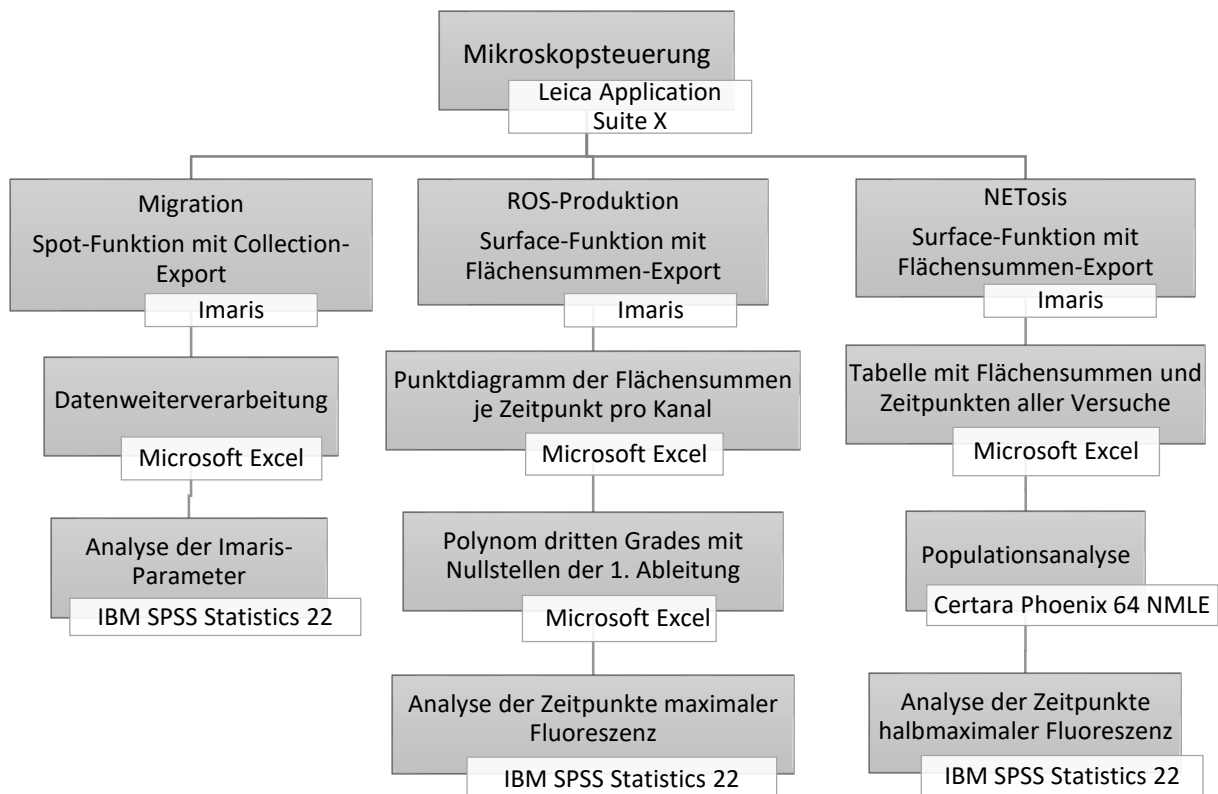 Mikroskopsteuerung
Leica Application
Suite X
Migration
Spot-Funktion mit Collection-
Export
Imaris
Datenweiterverarbeitung
Microsoft Excel
Analyse der Imaris-
Parameter
IBM SPSS Statistics 22
ROS-Produktion
Surface-Funktion mit
Flächensummen-Export
Imaris
Punktdiagramm der Flächensummen
je Zeitpunkt pro Kanal
Microsoft Excel
Polynom dritten Grades mit
Nullstellen der 1. Ableitung
Microsoft Excel
Analyse der Zeitpunkte maximaler
Fluoreszenz
IBM SPSS Statistics 22
NETosis
Surface-Funktion mit
Flächensummen-Export
Imaris
Tabelle mit Flächensummen und
Zeitpunkten aller Versuche
Microsoft Excel
Populationsanalyse
Certara Phoenix 64 NMLE
Analyse der Zeitpunkte
halbmaximaler Fluoreszenz
IBM SPSS Statistics 22